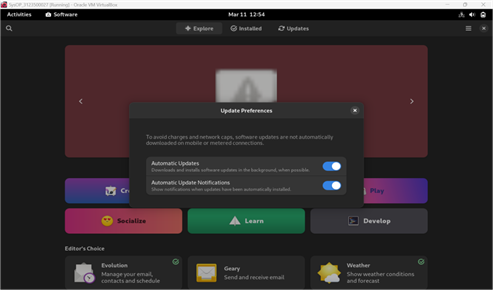 SysOP_3123500037 [Running] - Oracle VM VirtualBox
Activities Software Mar 11 12:54
Explore Installed Updates
Update Preferences
To avoid charges and network caps, software updates are not automatically
downloaded on mobile or metered connections.
Automatic Updates
Downloads and installs software updates in the background, when possible.
Automatic Update Notifications
Show notifications when updates have been automatically installed.
Play
Socialize Learn Develop
Editor's Choice
Evolution
Manage your email,
contacts and schedule
Geary
Send and receive email
Weather
Show weather conditions
and forecast